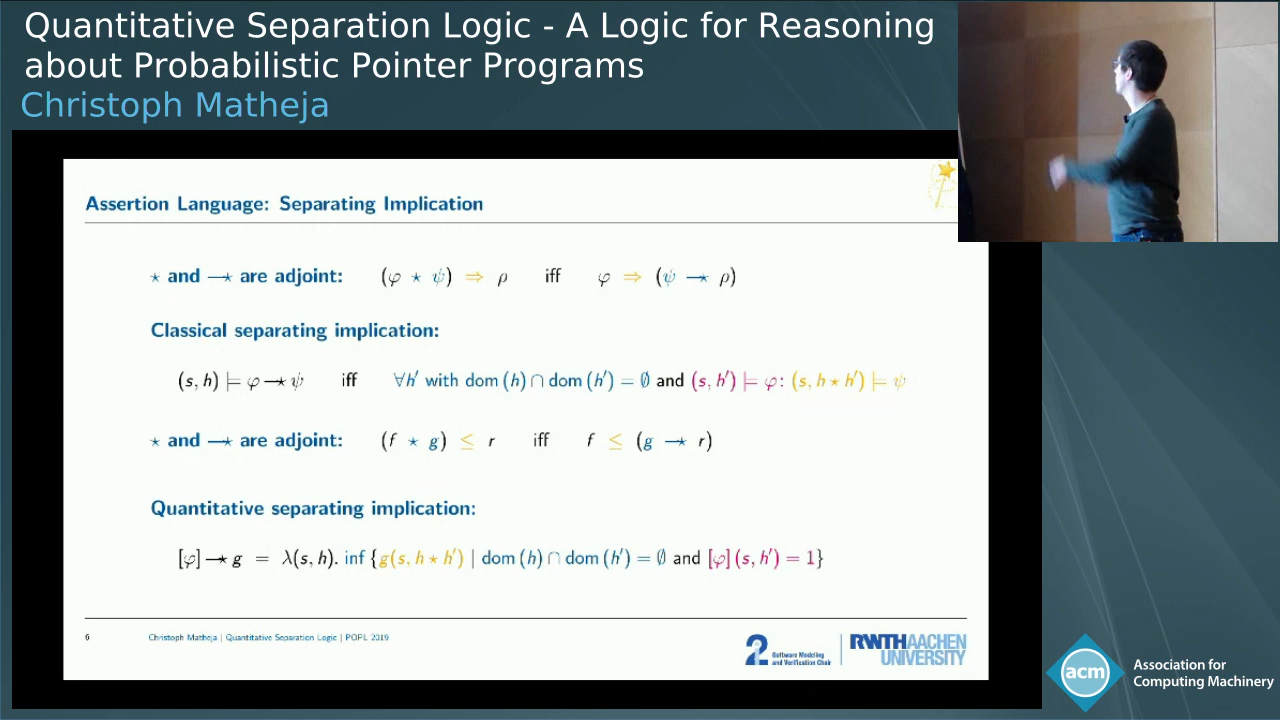 Quantitative Separation Logic - A Logic for Reasoning
about Probabilistic Pointer Programs
Christoph Matheja
Assertion Language: Separating Implication
⋆ and —⋆ are adjoint: (φ ⋆ ψ) ⇒ ρ iff φ ⇒ (ψ —⋆ ρ)
Classical separating implication:
(s, h) ⊨ φ —⋆ ψ iff ∀h′ with dom (h) ∩ dom (h′) = ∅ and (s, h′) ⊨ φ: (s, h ⋆ h′) ⊨ ψ
⋆ and —⋆ are adjoint: (f ⋆ g) ≤ r iff f ≤ (g —⋆ r)
Quantitative separating implication:
[φ] —⋆ g = λ(s, h). inf {g(s, h ⋆ h′) | dom (h) ∩ dom (h′) = ∅ and [φ] (s, h′) = 1}
6 Christoph Matheja | Quantitative Separation Logic | POPL 2019
2 Software Modeling
and Verification Chair
RWTHAACHEN
UNIVERSITY
acm
Association for
Computing Machinery